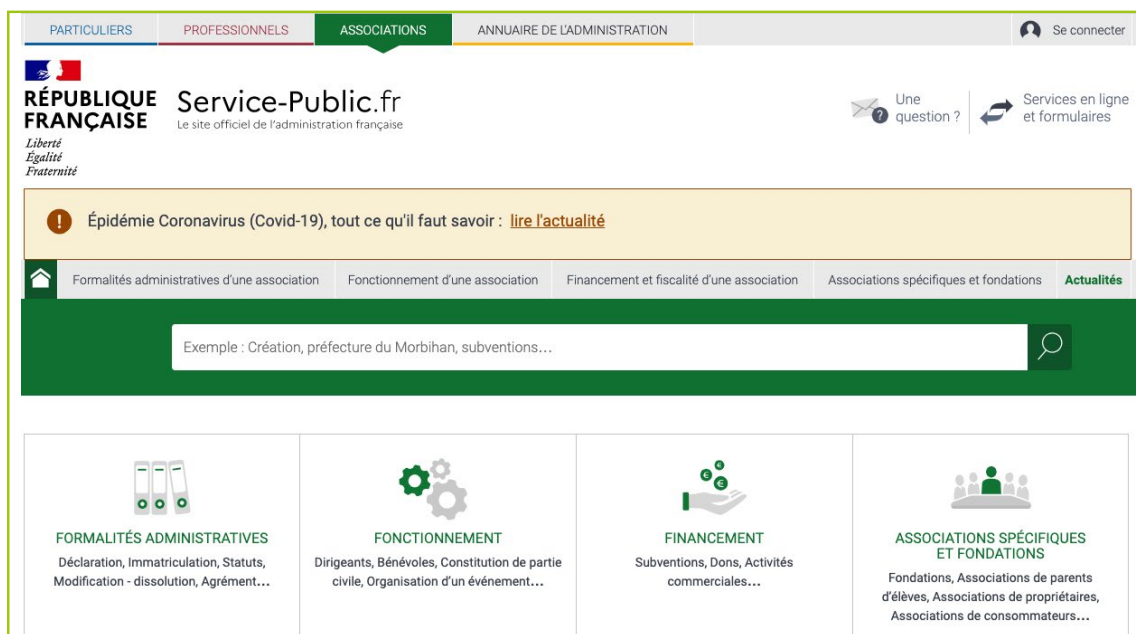 PARTICULIERS PROFESSIONNELS ASSOCIATIONS ANNUAIRE DE L'ADMINISTRATION Se connecter
RÉPUBLIQUE
FRANÇAISE
Liberté
Égalité
Fraternité
Service-Public.fr
Le site officiel de l'administration française
Une
question ?
Services en ligne
et formulaires
Épidémie Coronavirus (Covid-19), tout ce qu'il faut savoir : lire l'actualité
Formalités administratives d'une association Fonctionnement d'une association Financement et fiscalité d'une association Associations spécifiques et fondations Actualités
Exemple : Création, préfecture du Morbihan, subventions...
FORMALITÉS ADMINISTRATIVES
Déclaration, Immatriculation, Statuts,
Modification - dissolution, Agrément...
FONCTIONNEMENT
Dirigeants, Bénévoles, Constitution de partie
civile, Organisation d'un événement...
FINANCEMENT
Subventions, Dons, Activités
commerciales...
ASSOCIATIONS SPÉCIFIQUES
ET FONDATIONS
Fondations, Associations de parents
d'élèves, Associations de propriétaires,
Associations de consommateurs...